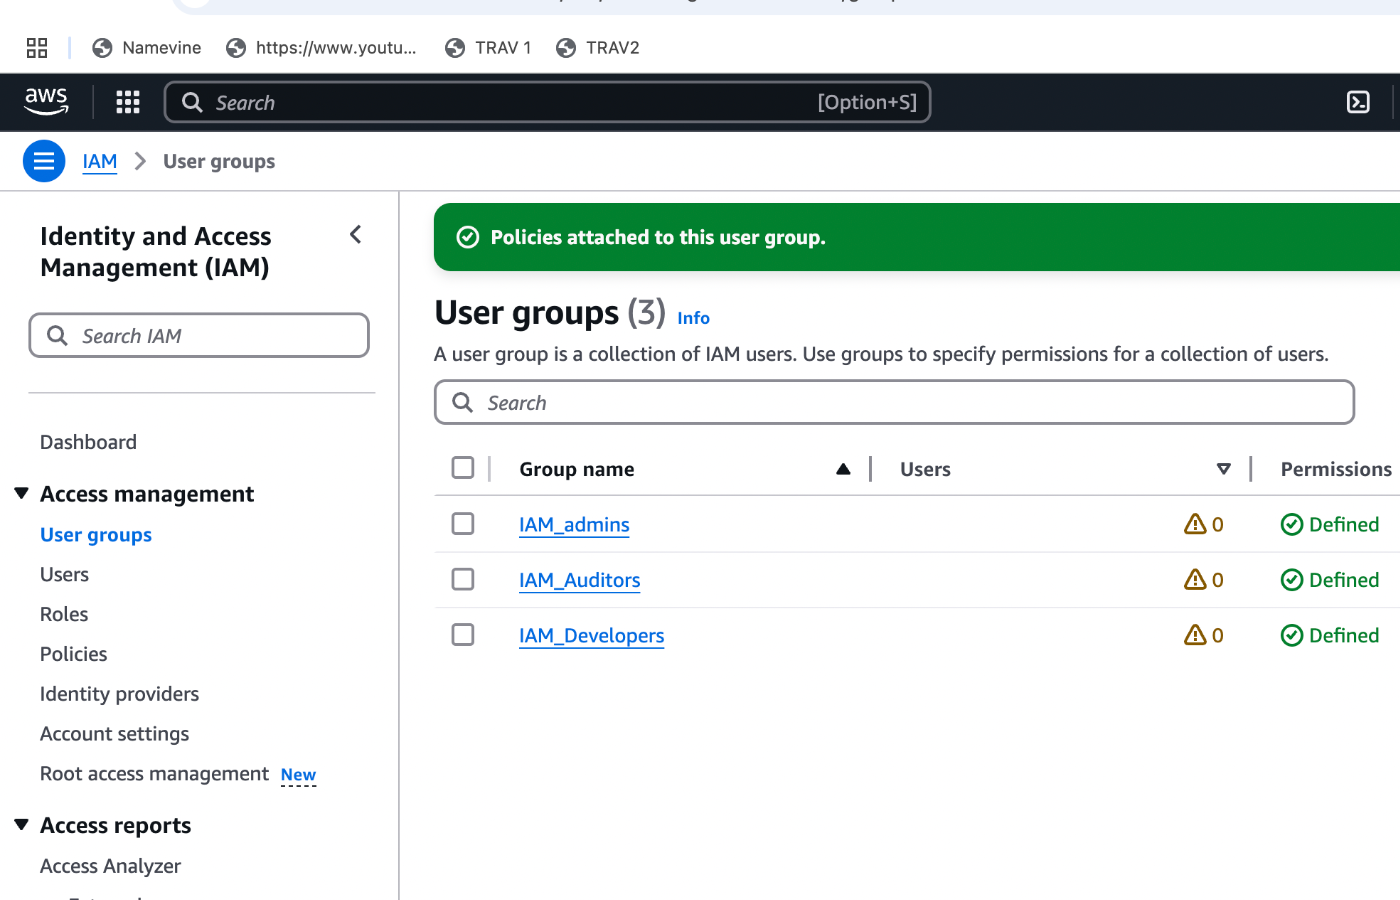 Namevine https://www.youtu... TRAV 1 TRAV2
aws Search [Option+S]
IAM User groups
Identity and Access
Management (IAM)
Search IAM
Dashboard
Access management
User groups
Users
Roles
Policies
Identity providers
Account settings
Root access management New
Access reports
Access Analyzer
Policies attached to this user group.
User groups (3) Info
A user group is a collection of IAM users. Use groups to specify permissions for a collection of users.
Search
Group name Users Permissions
IAM_admins 0 Defined
IAM_Auditors 0 Defined
IAM_Developers 0 Defined